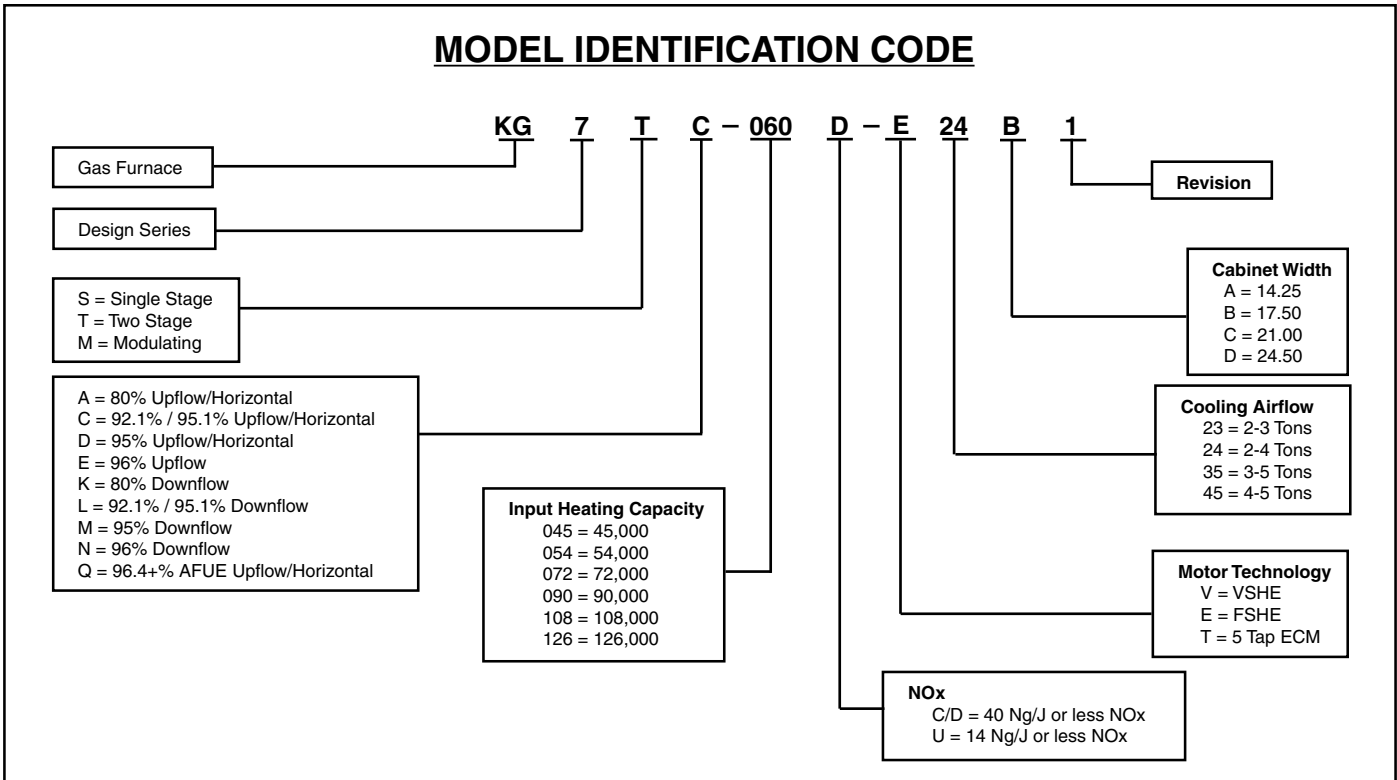 MODEL IDENTIFICATION CODE
KG 7 T C – 060 D – E 24 B 1
Gas Furnace
Design Series
S = Single Stage
T = Two Stage
M = Modulating
A = 80% Upflow/Horizontal
C = 92.1% / 95.1% Upflow/Horizontal
D = 95% Upflow/Horizontal
E = 96% Upflow
K = 80% Downflow
L = 92.1% / 95.1% Downflow
M = 95% Downflow
N = 96% Downflow
Q = 96.4+% AFUE Upflow/Horizontal
Input Heating Capacity
045 = 45,000
054 = 54,000
072 = 72,000
090 = 90,000
108 = 108,000
126 = 126,000
Revision
Cabinet Width
A = 14.25
B = 17.50
C = 21.00
D = 24.50
Cooling Airflow
23 = 2-3 Tons
24 = 2-4 Tons
35 = 3-5 Tons
45 = 4-5 Tons
Motor Technology
V = VSHE
E = FSHE
T = 5 Tap ECM
NOx
C/D = 40 Ng/J or less NOx
U = 14 Ng/J or less NOx